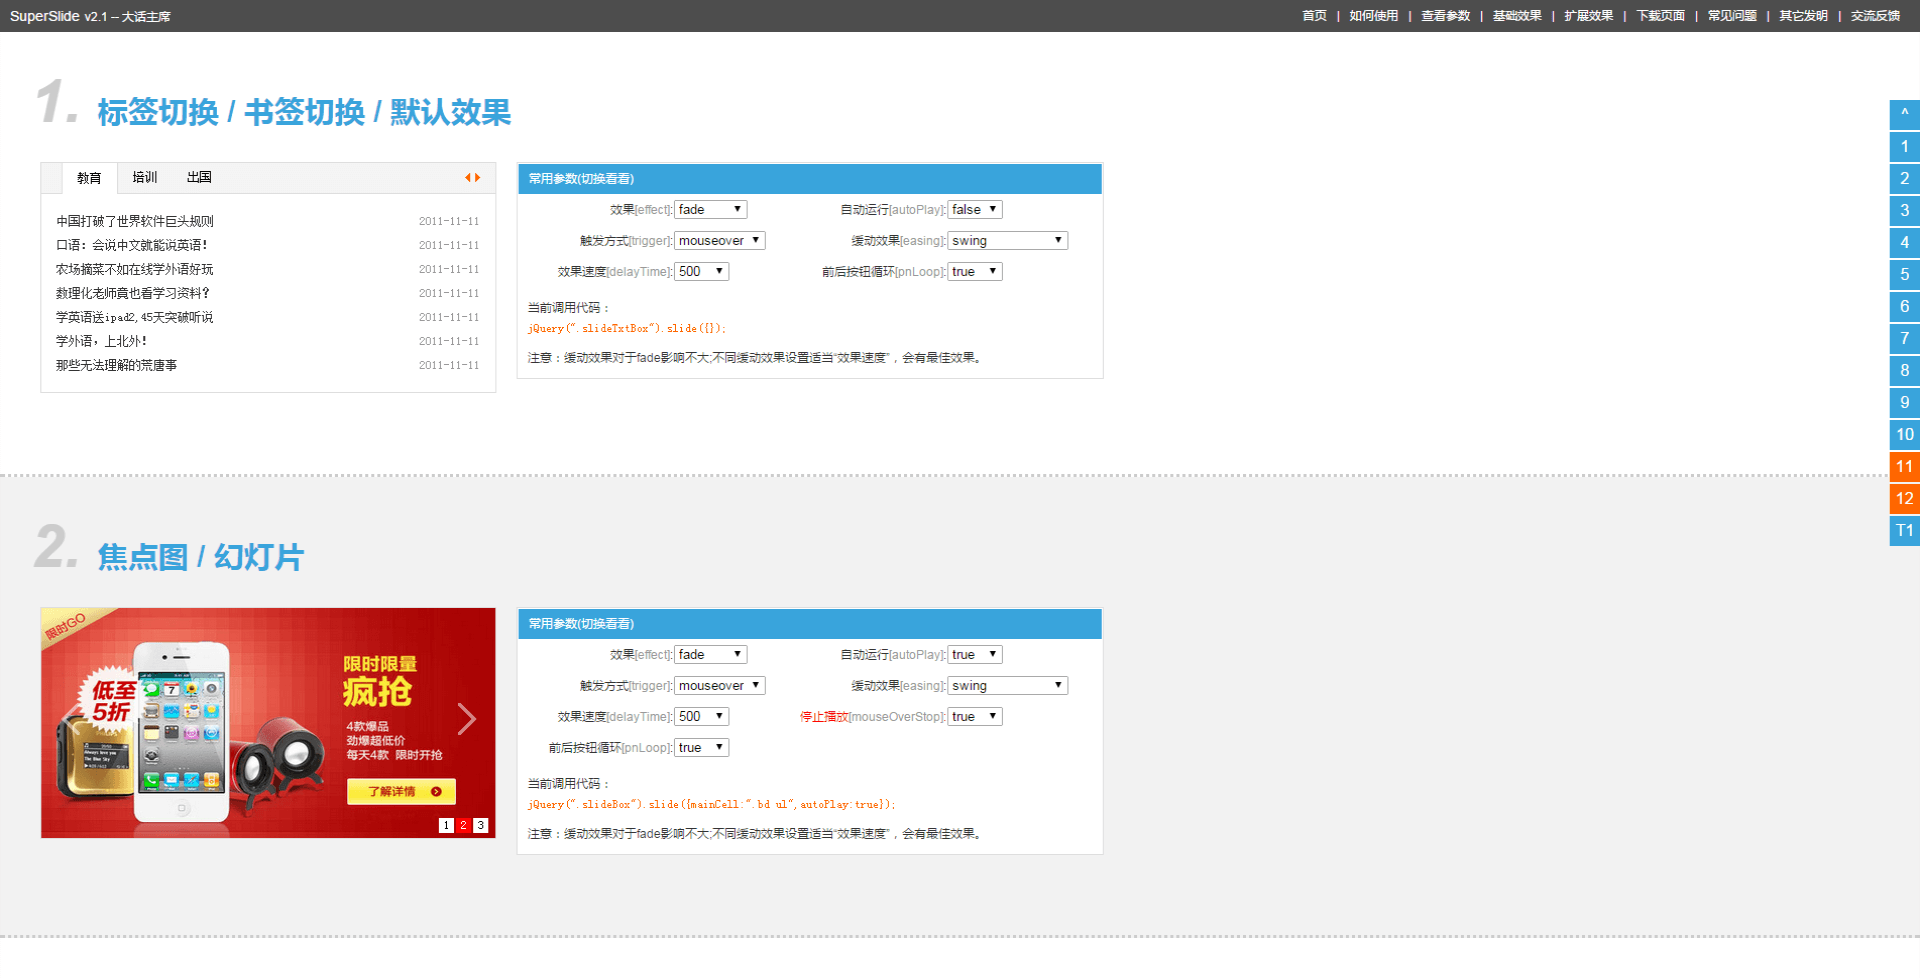 SuperSlide v2.1 -- 大话主席
首页 | 如何使用 | 查看参数 | 基础效果 | 扩展效果 | 下载页面 | 常见问题 | 其它发明 | 交流反馈
1. 标签切换 / 书签切换 / 默认效果
教育 培训 出国
中国打破了世界软件巨头规则 2011-11-11
口语：会说中文就能说英语！ 2011-11-11
农场摘菜不如在线学外语好玩 2011-11-11
数理化老师竟也看学习资料？ 2011-11-11
学英语送ipad2,45天突破听说 2011-11-11
学外语，上北外！ 2011-11-11
那些无法理解的荒唐事 2011-11-11
常用参数(切换看看)
效果[effect]: fade 自动运行[autoPlay]: false
触发方式[trigger]: mouseover 缓动效果[easing]: swing
效果速度[delayTime]: 500 前后按钮循环[pnLoop]: true
当前调用代码：
jQuery(".slideTxtBox").slide({});
注意：缓动效果对于fade影响不大;不同缓动效果设置适当“效果速度”，会有最佳效果。
^
1
2
3
4
5
6
7
8
9
10
11
12
T1
2. 焦点图 / 幻灯片
限时GO
低至
5折
限时限量
疯抢
4款爆品
劲爆超低价
每天4款 限时开抢
了解详情
1 2 3
常用参数(切换看看)
效果[effect]: fade 自动运行[autoPlay]: true
触发方式[trigger]: mouseover 缓动效果[easing]: swing
效果速度[delayTime]: 500 停止播放[mouseOverStop]: true
前后按钮循环[pnLoop]: true
当前调用代码：
jQuery(".slideBox").slide({mainCell:".bd ul",autoPlay:true});
注意：缓动效果对于fade影响不大;不同缓动效果设置适当“效果速度”，会有最佳效果。